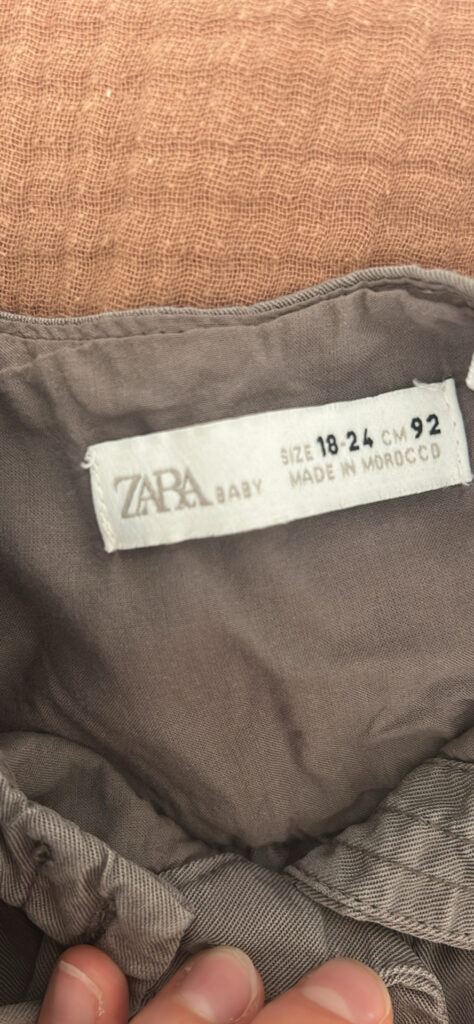 ZARA BABY
SIZE 18-24 CM 92
MADE IN MOROCCO